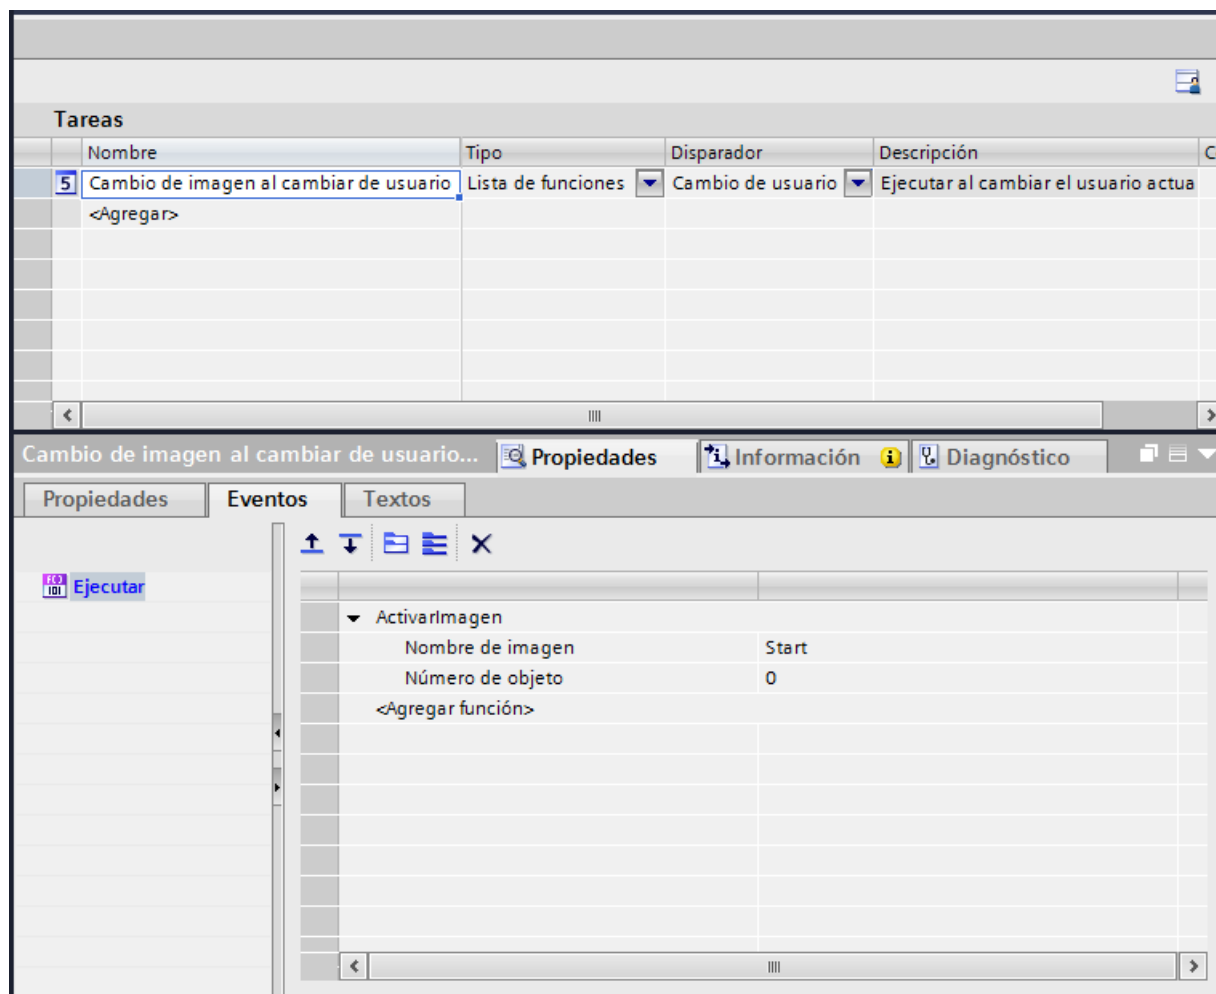 Tareas
Nombre Tipo Disparador Descripción C
5 Cambio de imagen al cambiar de usuario Lista de funciones Cambio de usuario Ejecutar al cambiar el usuario actua
<Agregar>
Cambio de imagen al cambiar de usuario... Propiedades Información Diagnóstico
Propiedades Eventos Textos
Ejecutar
ActivarImagen
Nombre de imagen Start
Número de objeto 0
<Agregar función>